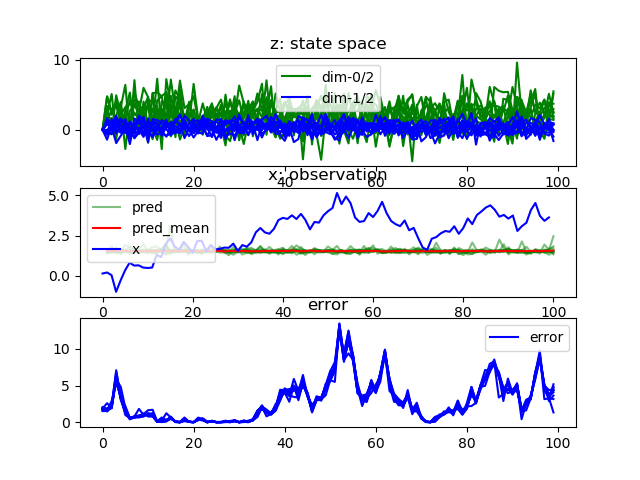 z: state space
10
0
dim-0/2
dim-1/2
0 20 40 60 80 100
x: observation
5.0
2.5
0.0
pred
pred_mean
x
0 20 40 60 80 100
error
10
5
0
error
0 20 40 60 80 100